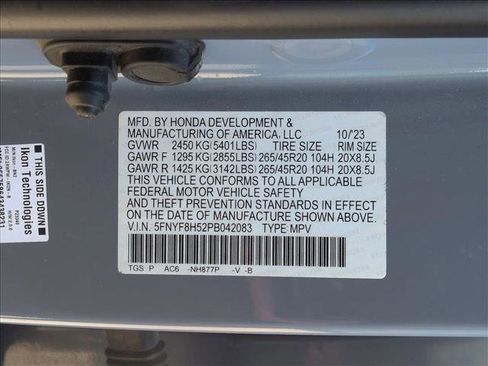 MFD. BY HONDA DEVELOPMENT &
MANUFACTURING OF AMERICA, LLC 10/'23
GVWR 2450 KG(5401LBS) TIRE SIZE RIM SIZE
GAWR F 1295 KG(2855LBS) 265/45R20 104H 20X8.5J
GAWR R 1425 KG(3142LBS) 265/45R20 104H 20X8.5J
THIS VEHICLE CONFORMS TO ALL APPLICABLE
FEDERAL MOTOR VEHICLE SAFETY, BUMPER,
AND THEFT PREVENTION STANDARDS IN EFFECT
ON THE DATE OF MANUFACTURE SHOWN ABOVE.
V.I.N. 5FNYF8H52PB042083 TYPE: MPV
TGS P AC6 -NH877P -V -B
THIS SIDE DOWN
Ikon Technologies